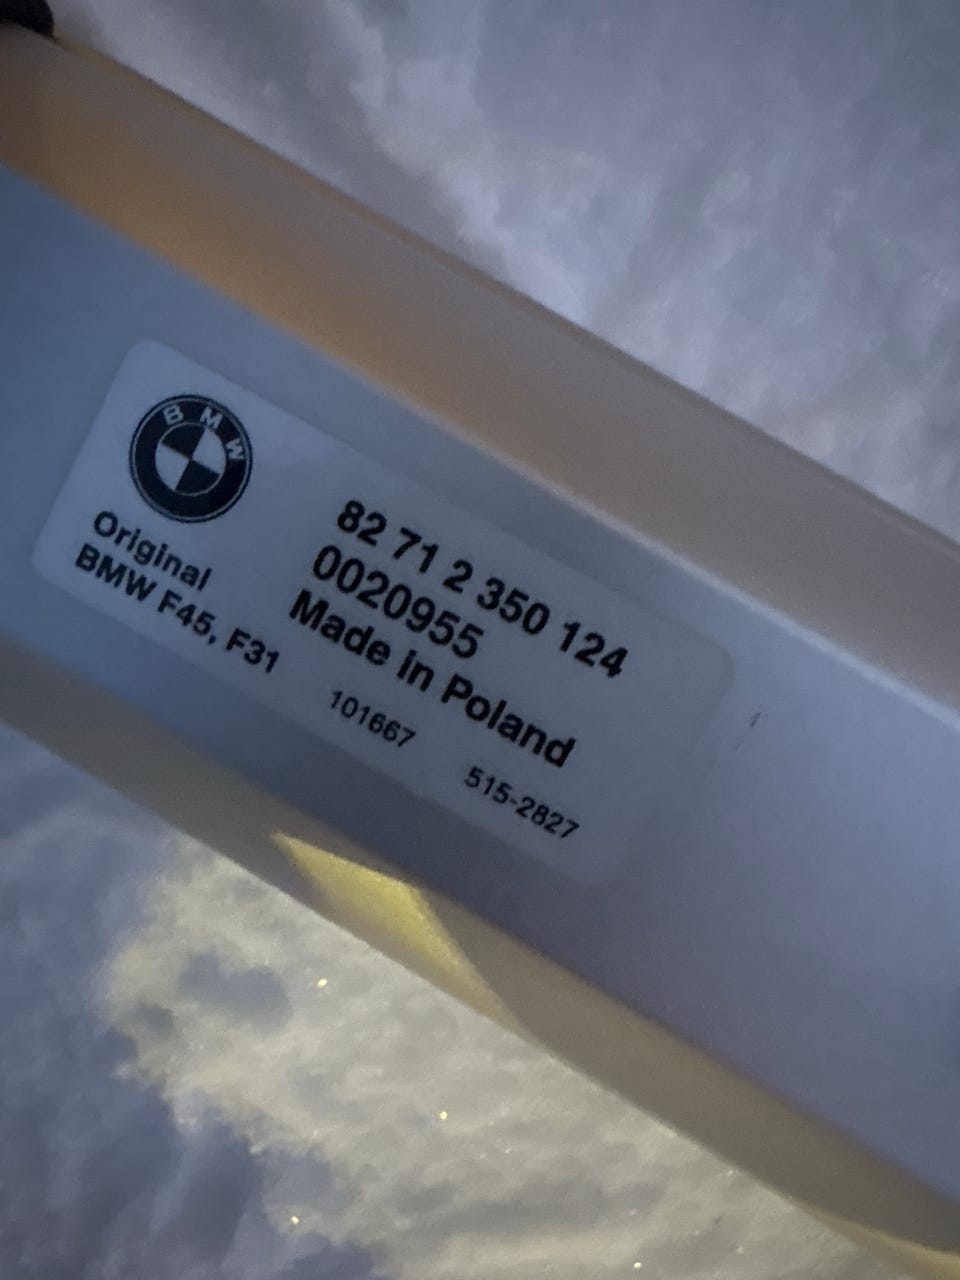 BMW
82 71 2 350 124
0020955
Made in Poland
Original
BMW F45, F31
101667 515-2827